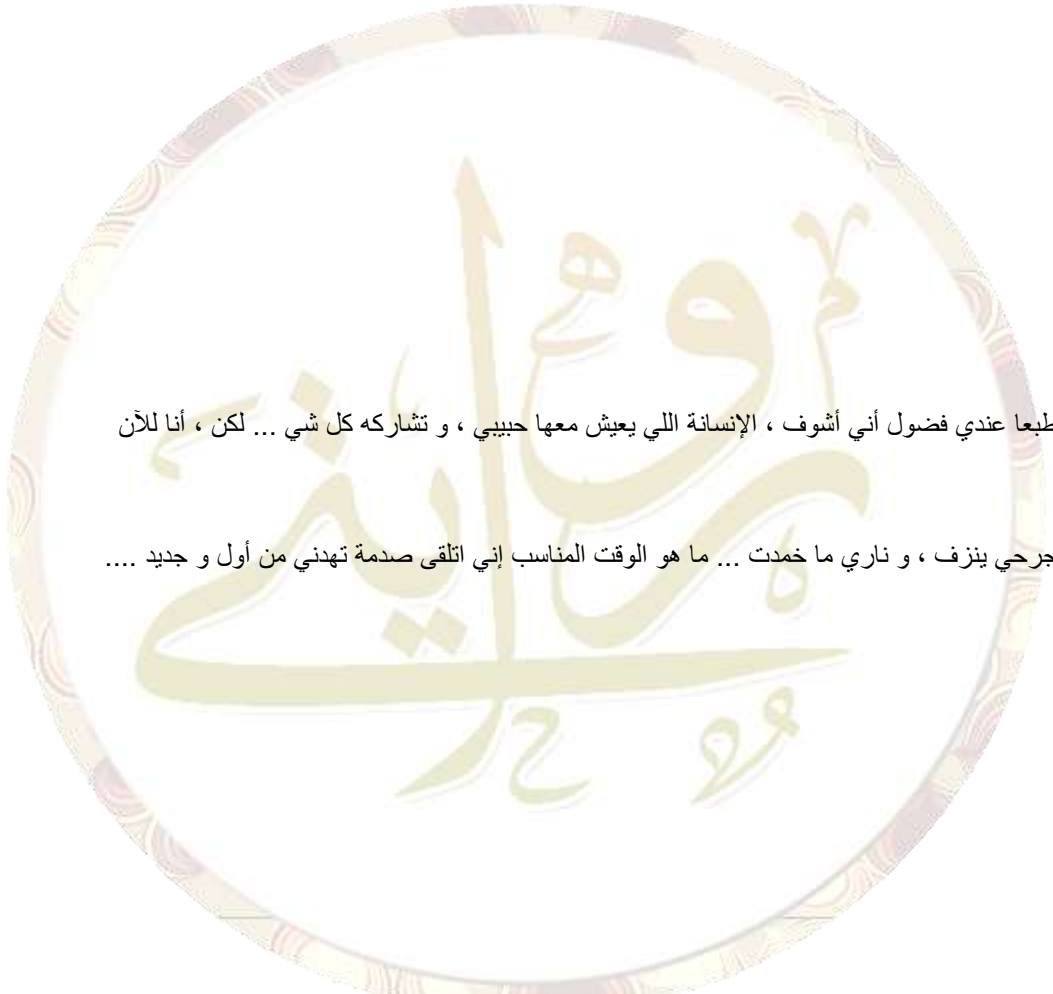 طبعا عندي فضول أني أشوف ، الإنسانة اللي يعيش معها حبيبي ، و تشاركه كل شي ... لكن ، أنا للآن
جرحي ينزف ، و ناري ما خمدت ... ما هو الوقت المناسب إني اتلقى صدمة تهدني من أول و جديد ....